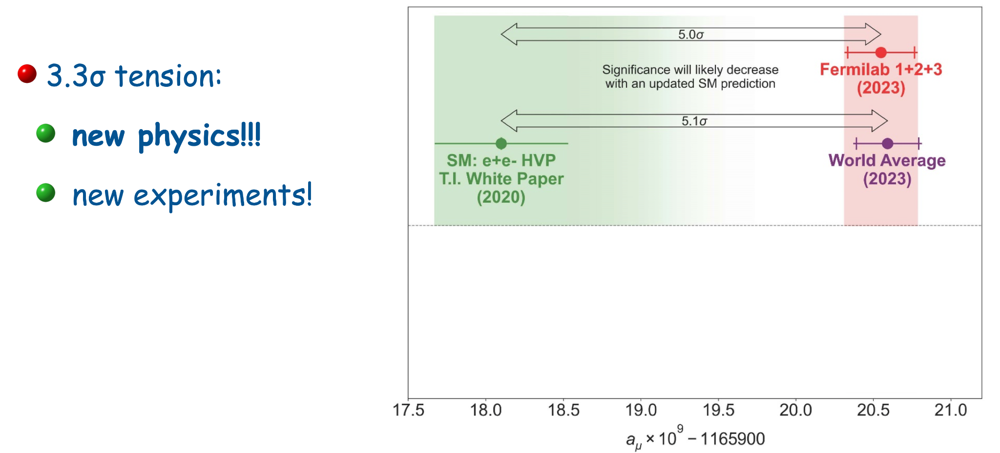 3.3σ tension:
new physics!!!
new experiments!
5.0σ
Significance will likely decrease
with an updated SM prediction
Fermilab 1+2+3
(2023)
5.1σ
SM: e+e- HVP
T.I. White Paper
(2020)
World Average
(2023)
17.5 18.0 18.5 19.0 19.5 20.0 20.5 21.0
aμ × 10⁹ − 1165900